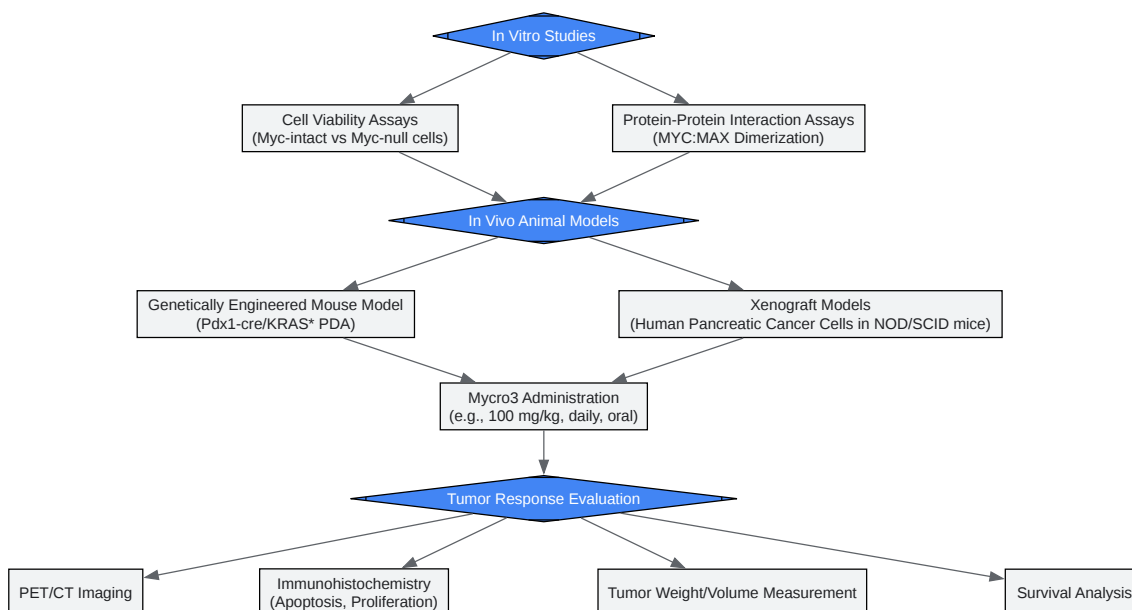 In Vitro Studies
Cell Viability Assays
(Myc-intact vs Myc-null cells)
Protein-Protein Interaction Assays
(MYC:MAX Dimerization)
In Vivo Animal Models
Genetically Engineered Mouse Model
(Pdx1-cre/KRAS* PDA)
Xenograft Models
(Human Pancreatic Cancer Cells in NOD/SCID mice)
Mycro3 Administration
(e.g., 100 mg/kg, daily, oral)
Tumor Response Evaluation
PET/CT Imaging
Immunohistochemistry
(Apoptosis, Proliferation)
Tumor Weight/Volume Measurement
Survival Analysis